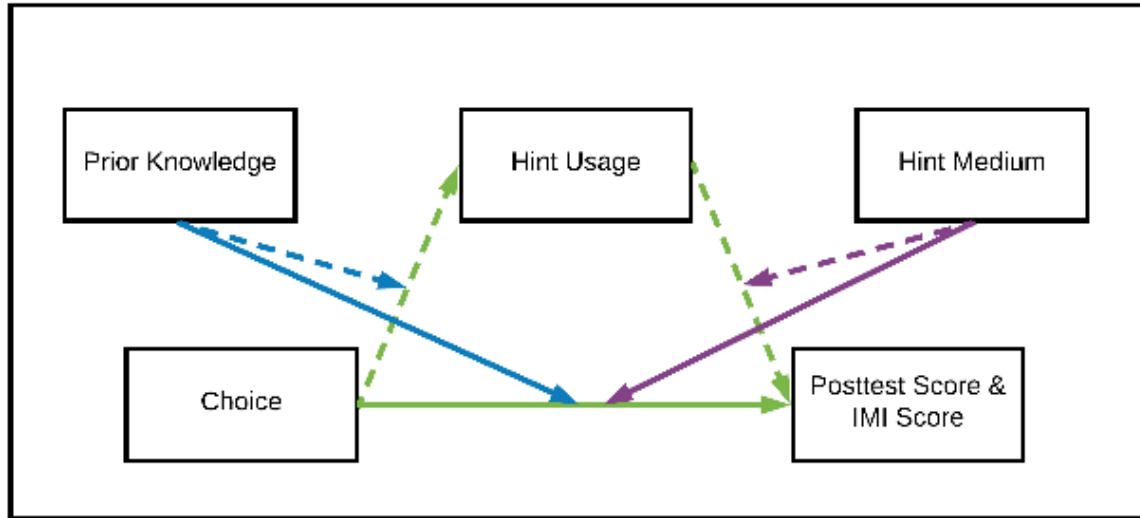 Prior Knowledge
Hint Usage
Hint Medium
Choice
Posttest Score &
IMI Score